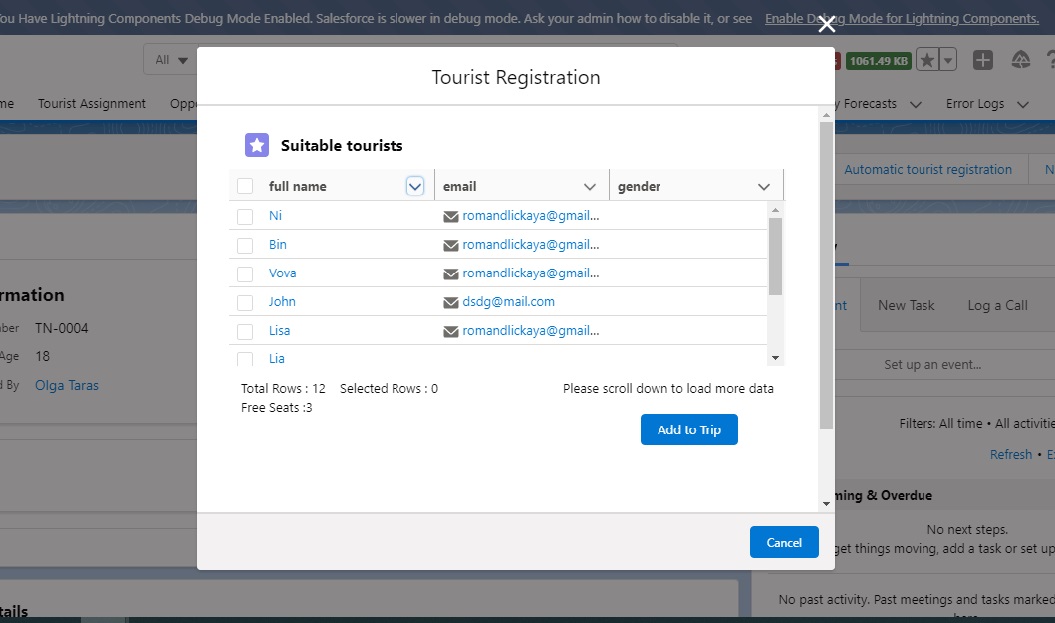 ou Have Lightning Components Debug Mode Enabled. Salesforce is slower in debug mode. Ask your admin how to disable it, or see Enable Debug Mode for Lightning Components.
All
1061.49 KB
me Tourist Assignment Oppo
y Forecasts Error Logs
Tourist Registration
Automatic tourist registration N
Suitable tourists
full name email gender
Ni romandlickaya@gmail...
Bin romandlickaya@gmail...
Vova romandlickaya@gmail...
John dsdg@mail.com
Lisa romandlickaya@gmail...
Lia
Total Rows : 12 Selected Rows : 0 Please scroll down to load more data
Free Seats :3
Add to Trip
Cancel
rmation
ber TN-0004
Age 18
d By Olga Taras
tails
nt New Task Log a Call
Set up an event...
Filters: All time • All activitie
Refresh • E
ming & Overdue
No next steps.
get things moving, add a task or set up
No past activity. Past meetings and tasks marked